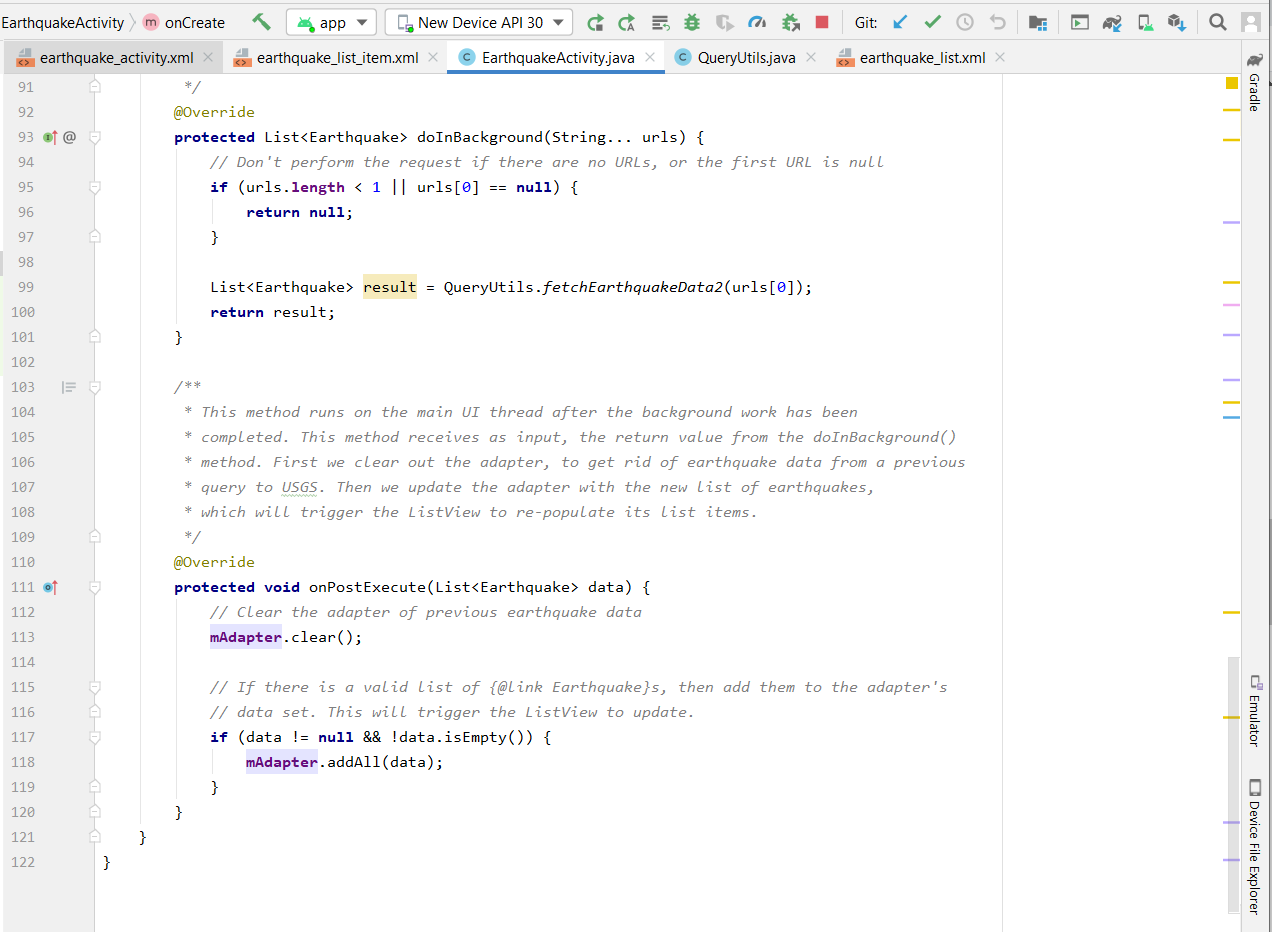 EarthquakeActivity m onCreate app New Device API 30 Git:
earthquake_activity.xml earthquake_list_item.xml C EarthquakeActivity.java C QueryUtils.java earthquake_list.xml
91 */
92 @Override
93 @ protected List<Earthquake> doInBackground(String... urls) {
94 // Don't perform the request if there are no URLs, or the first URL is null
95 if (urls.length < 1 || urls[0] == null) {
96 return null;
97 }
98
99 List<Earthquake> result = QueryUtils.fetchEarthquakeData2(urls[0]);
100 return result;
101 }
102
103 /**
104 * This method runs on the main UI thread after the background work has been
105 * completed. This method receives as input, the return value from the doInBackground()
106 * method. First we clear out the adapter, to get rid of earthquake data from a previous
107 * query to USGS. Then we update the adapter with the new list of earthquakes,
108 * which will trigger the ListView to re-populate its list items.
109 */
110 @Override
111 protected void onPostExecute(List<Earthquake> data) {
112 // Clear the adapter of previous earthquake data
113 mAdapter.clear();
114
115 // If there is a valid list of {@link Earthquake}s, then add them to the adapter's
116 // data set. This will trigger the ListView to update.
117 if (data != null && !data.isEmpty()) {
118 mAdapter.addAll(data);
119 }
120 }
121 }
122 }
Gradle
Emulator
Device File Explorer